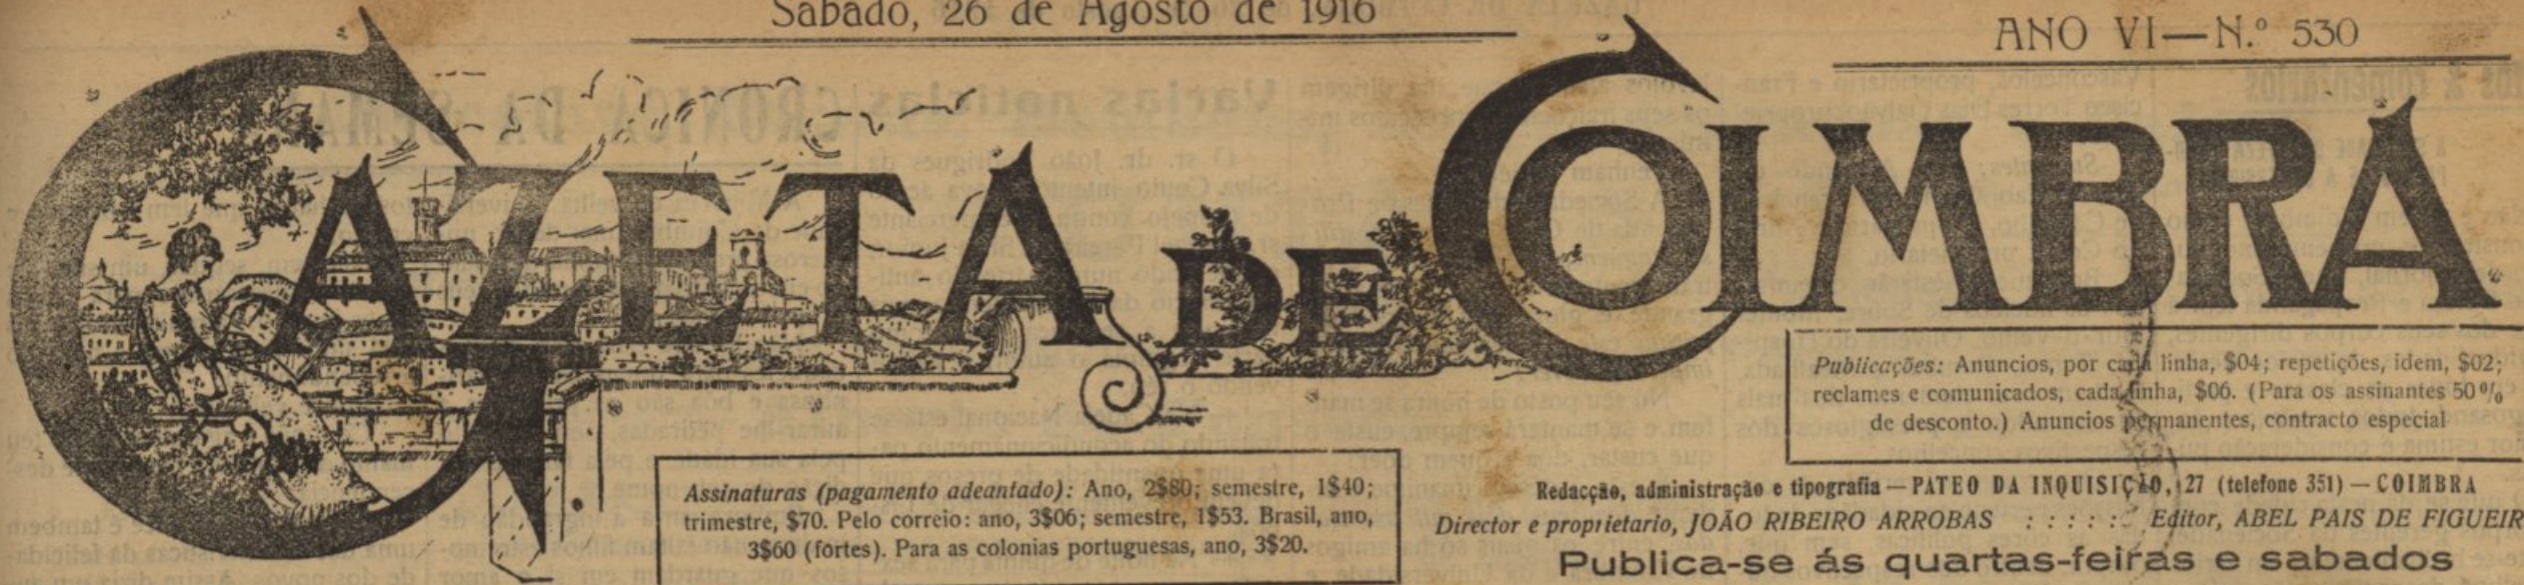 Sabado, 26 de Agosto de 1916
ANO VI—N.º 530
GAZETA DE COIMBRA
Publicações: Anuncios, por cada linha, $04; repetições, idem, $02;
reclames e comunicados, cada linha, $06. (Para os assinantes 50%
de desconto.) Anuncios permanentes, contracto especial
Assinaturas (pagamento adeantado): Ano, 2$80; semestre, 1$40;
trimestre, $70. Pelo correio: ano, 3$06; semestre, 1$53. Brasil, ano,
3$60 (fórtes). Para as colonias portuguesas, ano, 3$20.
Redacção, administração e tipografia — PATEO DA INQUISIÇÃO, 27 (telefone 351) — COIMBRA
Director e proprietario, JOÃO RIBEIRO ARROBAS : : : : : Editor, ABEL PAIS DE FIGUEIR
Publica-se ás quartas-feiras e sabados